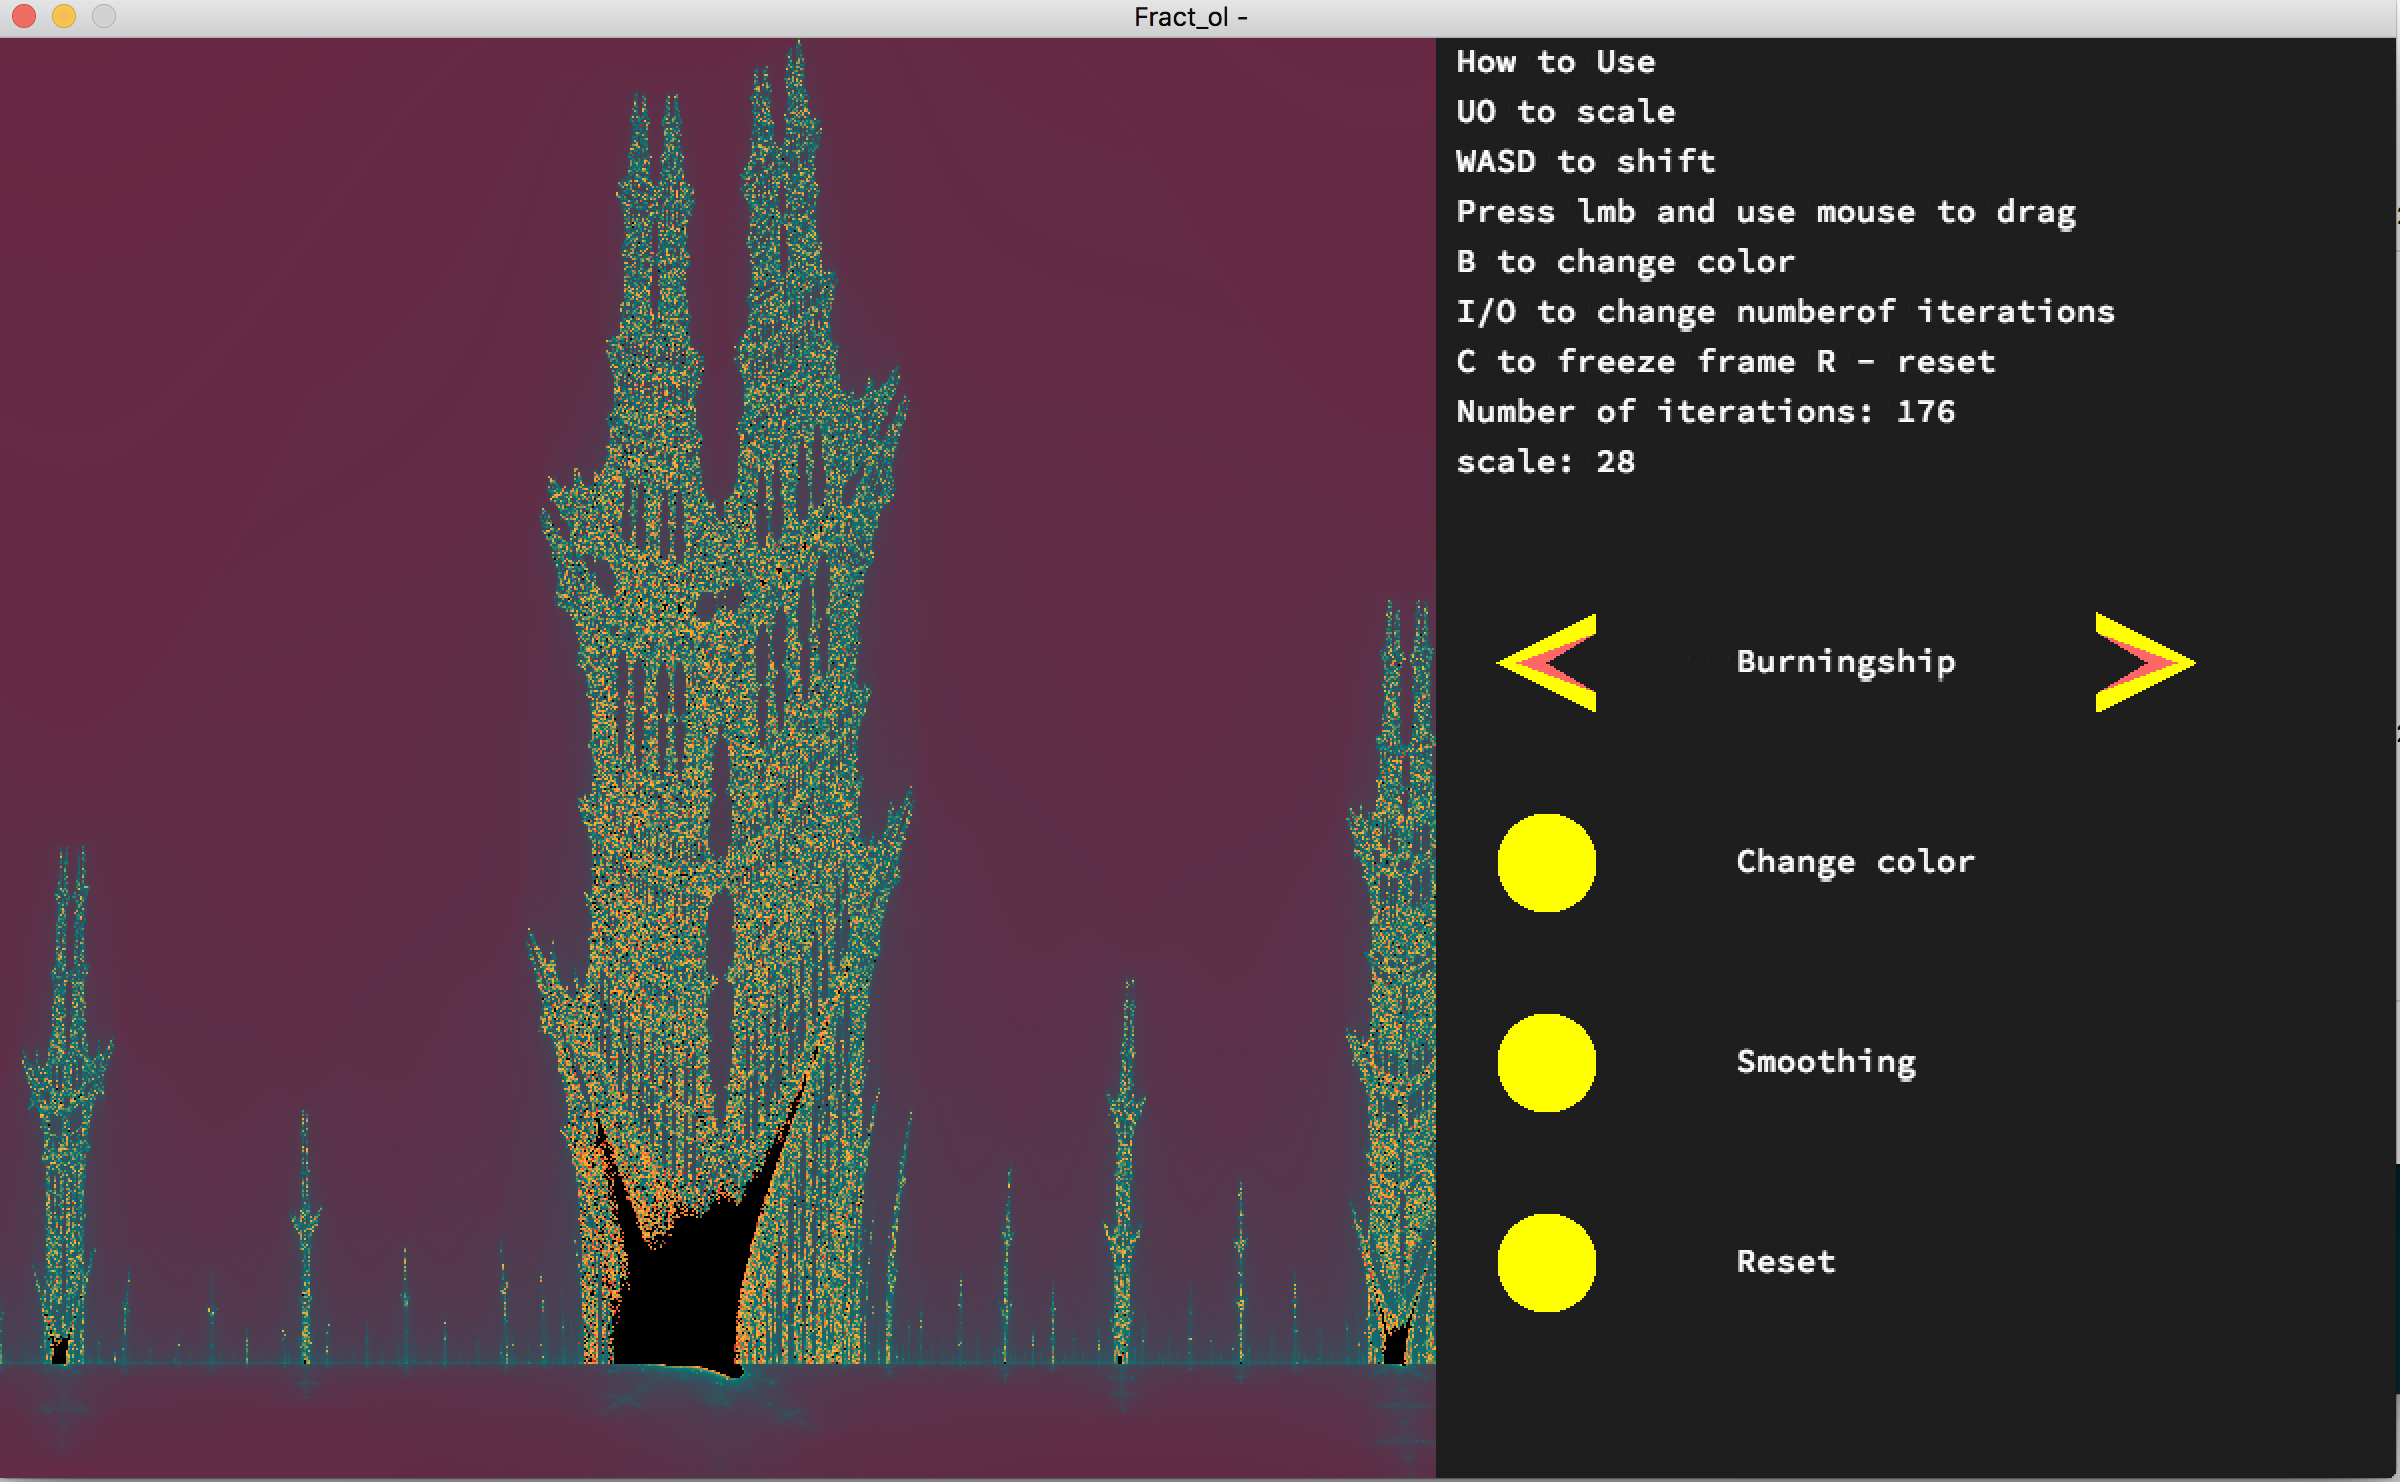 Fract_ol -
How to Use
UO to scale
WASD to shift
Press lmb and use mouse to drag
B to change color
I/O to change numberof iterations
C to freeze frame R - reset
Number of iterations: 176
scale: 28
Burningship
Change color
Smoothing
Reset